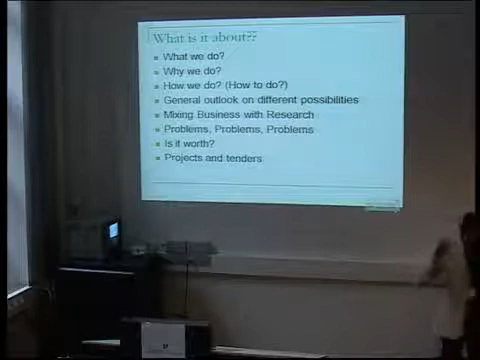 What is it about??
What we do?
Why we do?
How we do? (How to do?)
General outlook on different possibilities
Mixing Business with Research
Problems, Problems, Problems
Is it worth?
Projects and tenders